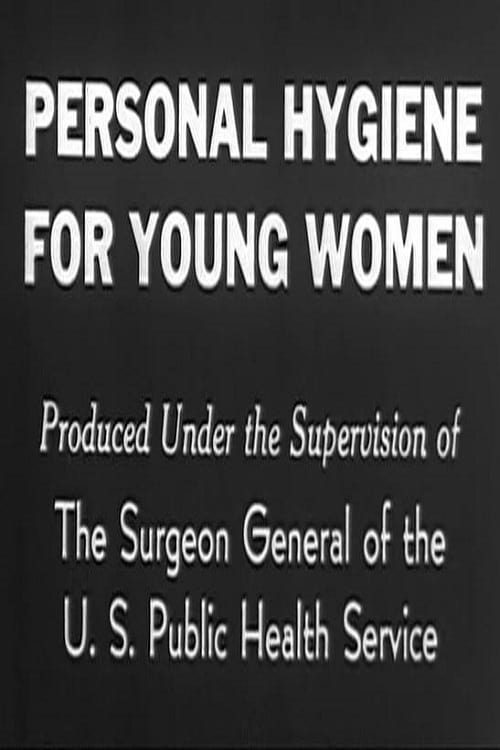 PERSONAL HYGIENE
FOR YOUNG WOMEN
Produced Under the Supervision of
The Surgeon General of the
U. S. Public Health Service